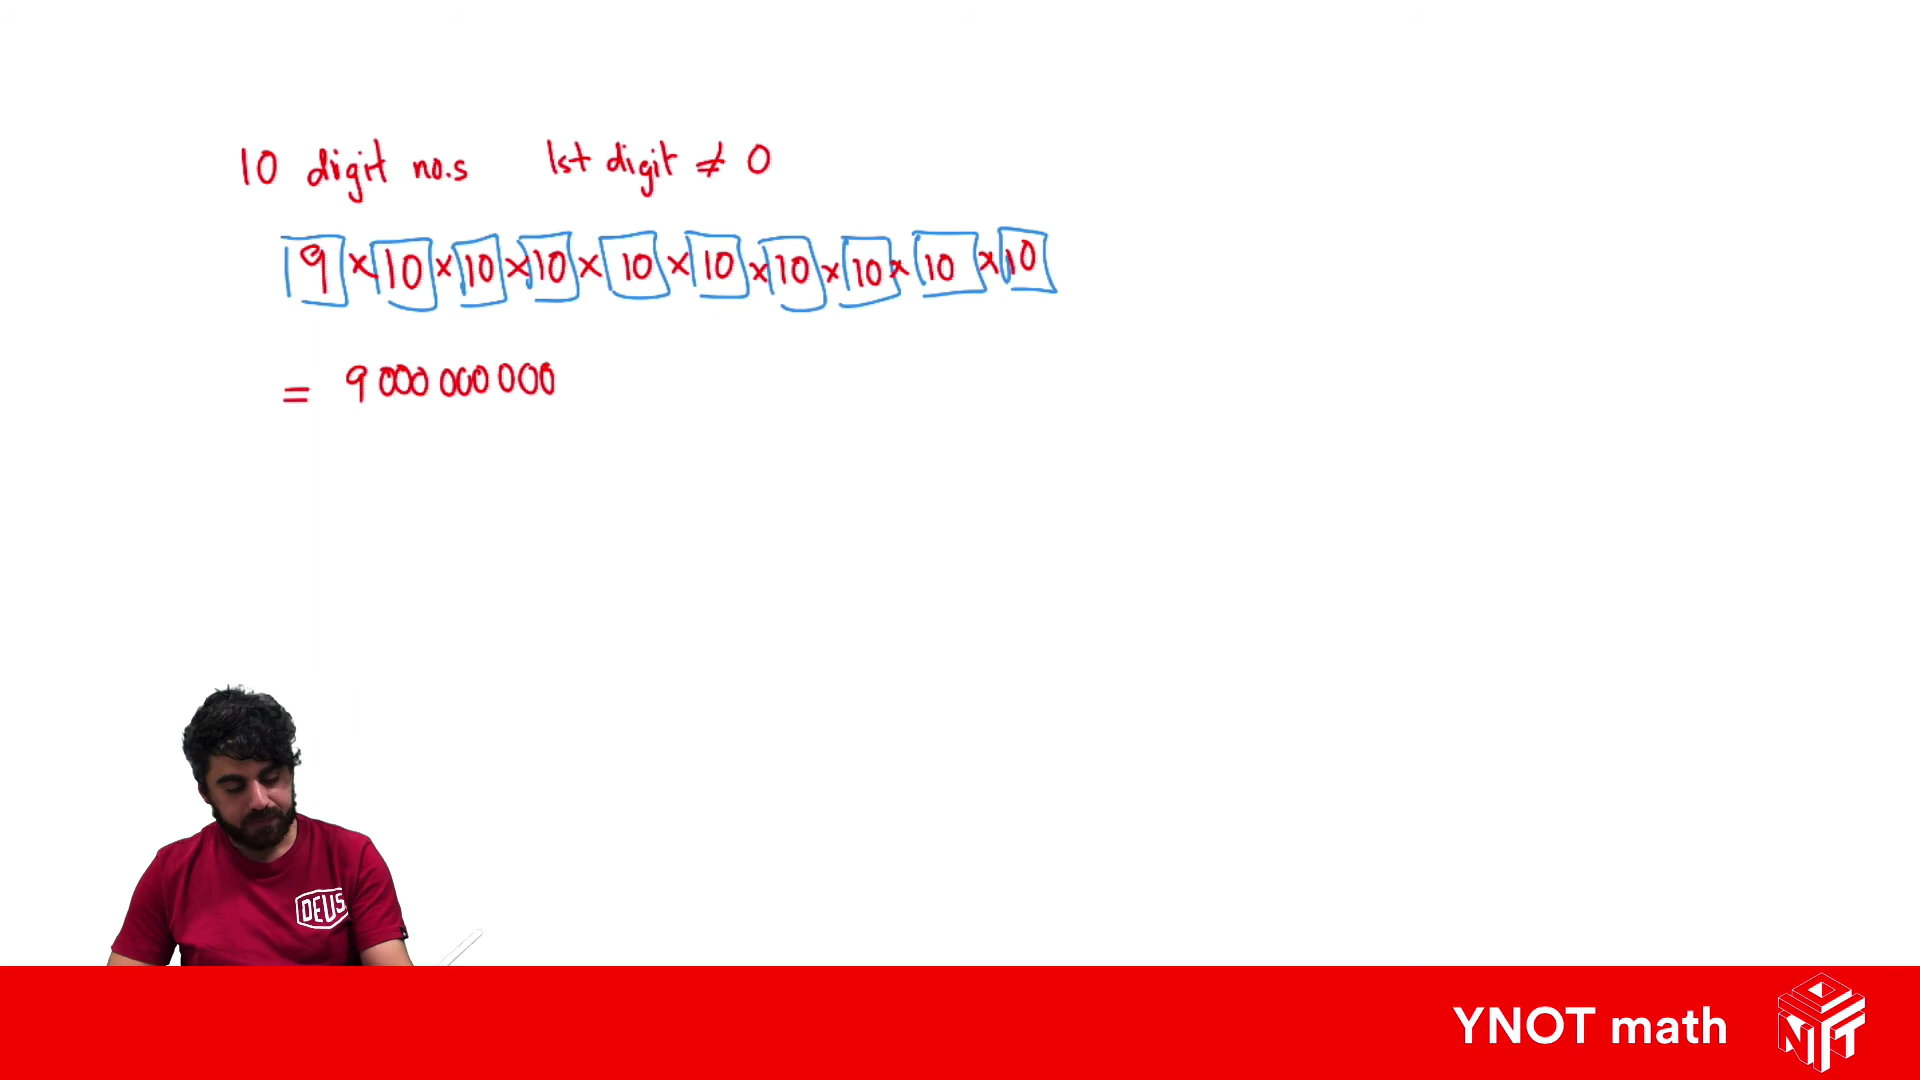 10 digit no.s 1st digit ≠ 0
9 × 10 × 10 × 10 × 10 × 10 × 10 × 10 × 10 × 10
= 9 000 000 000
DEUS
YNOT math
YNOT